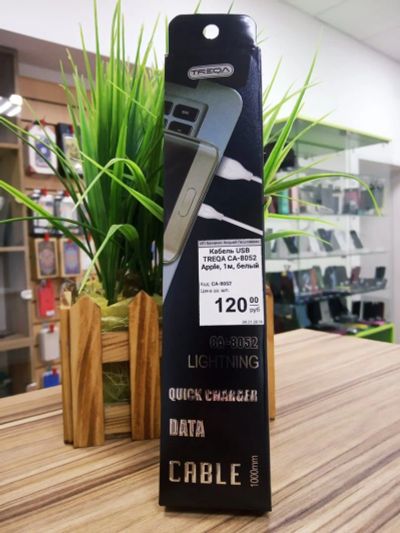 TREQA
Кабель USB
TREQA CA-8052
Apple, 1м, белый
Код: CA-8052
Цена за шт.
120 00
руб
CA-8052
LIGHTNING
QUICK CHARGER
DATA
CABLE
1000mm